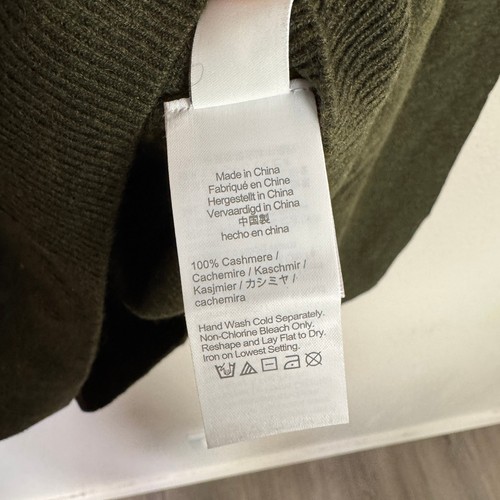 Made in China
Fabriqué en Chine
Hergestellt in China
Vervaardigd in China
中国製
hecho en china
100% Cashmere /
Cachemire / Kaschmir /
Kasjmier / カシミヤ /
cachemira
Hand Wash Cold Separately.
Non-Chlorine Bleach Only.
Reshape and Lay Flat to Dry.
Iron on Lowest Setting.